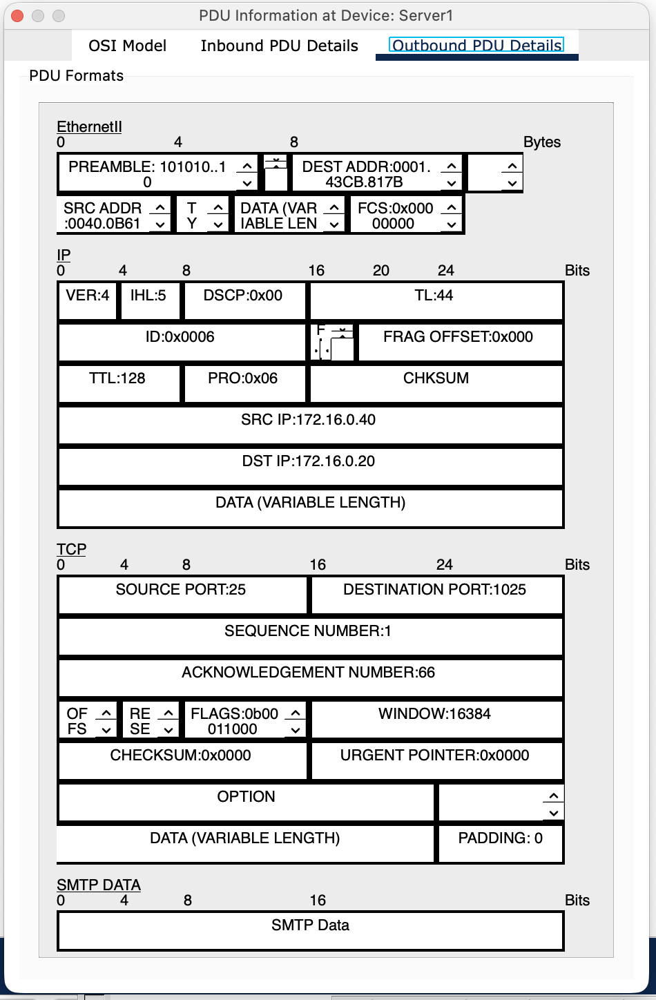 PDU Information at Device: Server1
OSI Model Inbound PDU Details Outbound PDU Details
PDU Formats
EthernetII
0 4 8 Bytes
PREAMBLE: 101010..1
0
DEST ADDR:0001.
43CB.817B
SRC ADDR
:0040.0B61
T
Y
DATA (VAR
IABLE LEN
FCS:0x000
00000
IP
0 4 8 16 20 24 Bits
VER:4 IHL:5 DSCP:0x00 TL:44
ID:0x0006 F FRAG OFFSET:0x000
TTL:128 PRO:0x06 CHKSUM
SRC IP:172.16.0.40
DST IP:172.16.0.20
DATA (VARIABLE LENGTH)
TCP
0 4 8 16 24 Bits
SOURCE PORT:25 DESTINATION PORT:1025
SEQUENCE NUMBER:1
ACKNOWLEDGEMENT NUMBER:66
OF
FS
RE
SE
FLAGS:0b00
011000
WINDOW:16384
CHECKSUM:0x0000 URGENT POINTER:0x0000
OPTION
DATA (VARIABLE LENGTH) PADDING: 0
SMTP DATA
0 4 8 16 Bits
SMTP Data